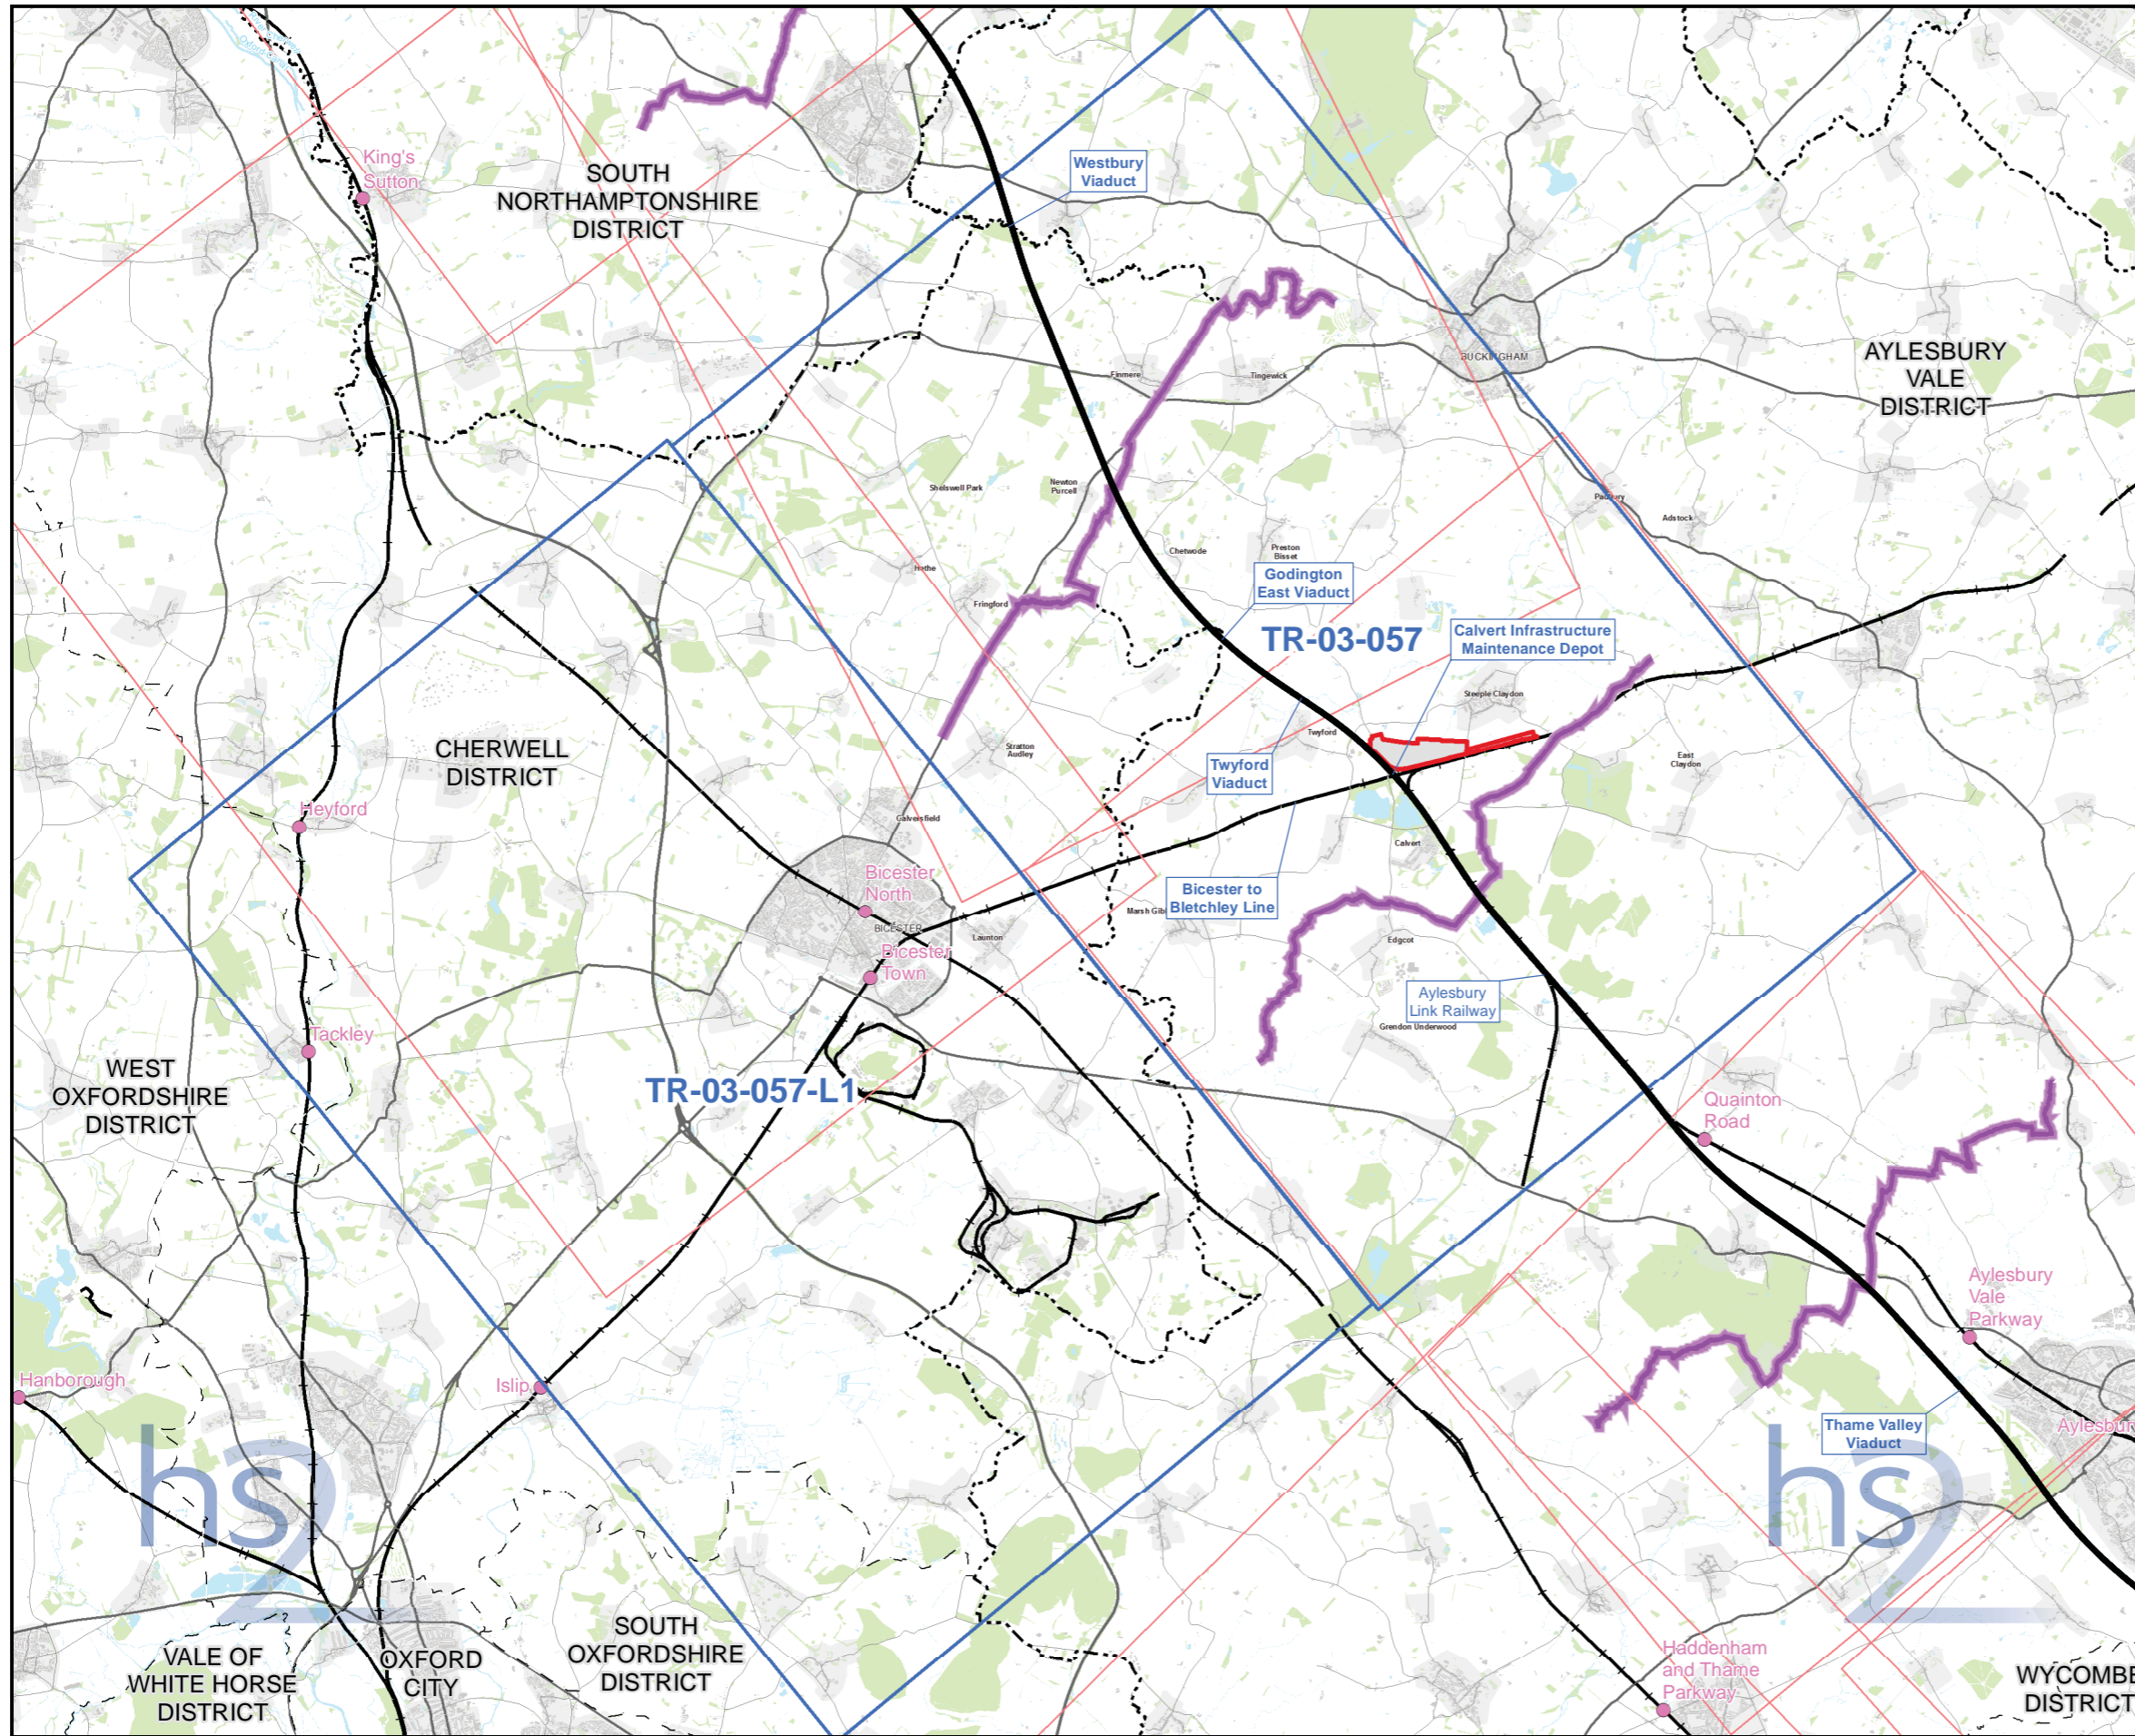 King's
Sutton
SOUTH
NORTHAMPTONSHIRE
DISTRICT
Westbury
Viaduct
BUCKINGHAM
AYLESBURY
VALE
DISTRICT
Finmere
Tingewick
Shelswell Park
Newton
Purcell
Padbury
Adstock
Chetwode
Preston
Bisset
Hethe
Godington
East Viaduct
Fringford
TR-03-057
Calvert Infrastructure
Maintenance Depot
Steeple Claydon
CHERWELL
DISTRICT
Stratton
Audley
Twyford
Twyford
Viaduct
East
Claydon
Heyford
Caversfield
Calvert
Bicester
North
BICESTER
Bicester to
Bletchley Line
Marsh Gib
Launton
Bicester
Town
Edgcot
Aylesbury
Link Railway
Grendon Underwood
Tackley
WEST
OXFORDSHIRE
DISTRICT
TR-03-057-L1
Quainton
Road
Aylesbury
Vale
Parkway
Hanborough
Islip
Thame Valley
Viaduct
Aylesbury
hs2
hs2
SOUTH
OXFORDSHIRE
DISTRICT
VALE OF
WHITE HORSE
DISTRICT
OXFORD
CITY
Haddenham
and Thame
Parkway
WYCOMBE
DISTRICT